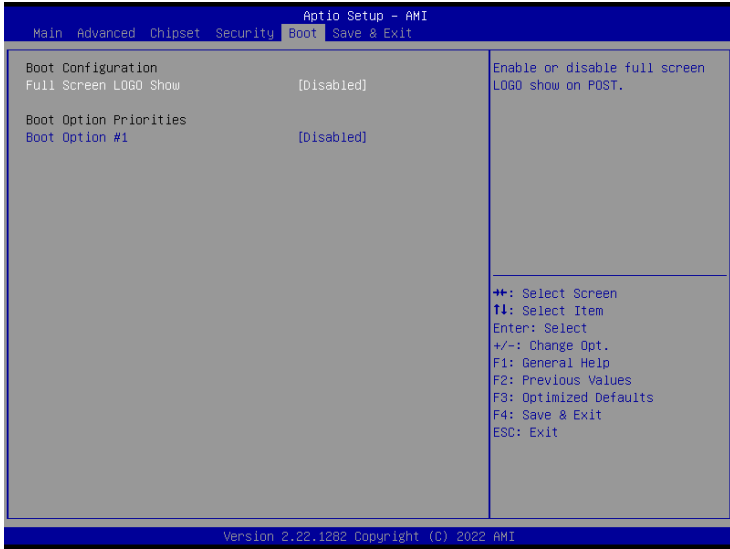 Aptio Setup - AMI
Main Advanced Chipset Security Boot Save & Exit
Boot Configuration
Full Screen LOGO Show [Disabled]
Boot Option Priorities
Boot Option #1 [Disabled]
Enable or disable full screen
LOGO show on POST.
→←: Select Screen
↑↓: Select Item
Enter: Select
+/-: Change Opt.
F1: General Help
F2: Previous Values
F3: Optimized Defaults
F4: Save & Exit
ESC: Exit
Version 2.22.1282 Copyright (C) 2022 AMI